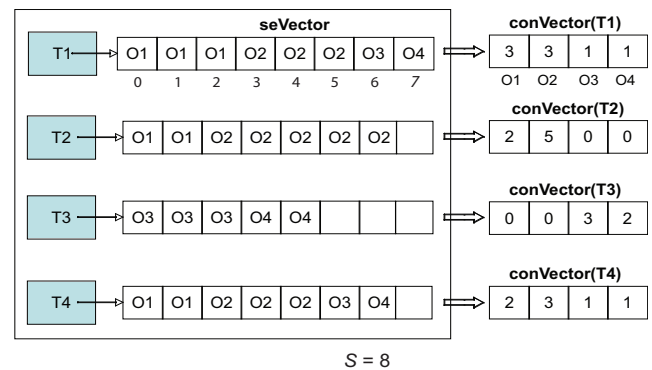 seVector conVector(T1)
T1 O1 O1 O1 O2 O2 O2 O3 O4 3 3 1 1
0 1 2 3 4 5 6 7 O1 O2 O3 O4
conVector(T2)
T2 O1 O1 O2 O2 O2 O2 O2 2 5 0 0
conVector(T3)
T3 O3 O3 O3 O4 O4 0 0 3 2
conVector(T4)
T4 O1 O1 O2 O2 O2 O3 O4 2 3 1 1
S = 8